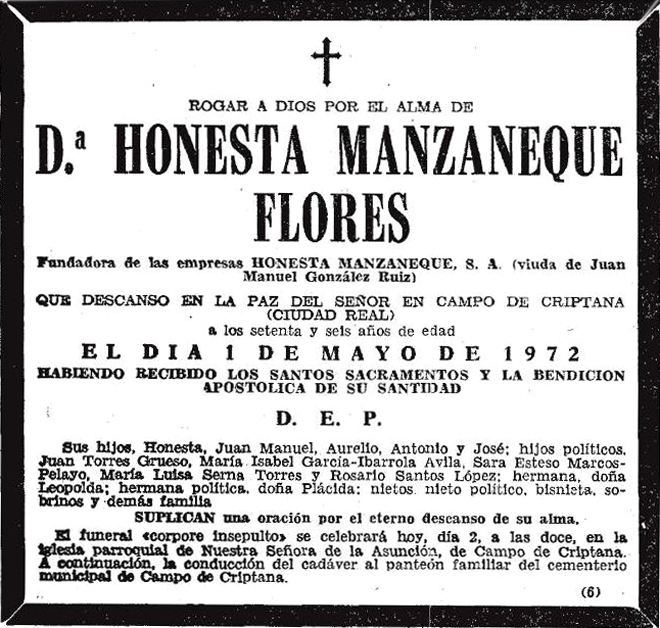 ROGAR A DIOS POR EL ALMA DE
D.ª HONESTA MANZANEQUE
FLORES
Fundadora de las empresas HONESTA MANZANEQUE, S. A. (viuda de Juan
Manuel González Ruiz)
QUE DESCANSO EN LA PAZ DEL SEÑOR EN CAMPO DE CRIPTANA
(CIUDAD REAL)
a los setenta y seis años de edad
EL DIA 1 DE MAYO DE 1972
HABIENDO RECIBIDO LOS SANTOS SACRAMENTOS Y LA BENDICION
APOSTOLICA DE SU SANTIDAD
D. E. P.
Sus hijos, Honesta, Juan Manuel, Aurelio, Antonio y José; hijos políticos,
Juan Torres Grueso, María Isabel García-Ibarrola Avila, Sara Esteso Marcos-
Pelayo, María Luisa Serna Torres y Rosario Santos López; hermana, doña
Leopolda; hermana política, doña Plácida; nietos, nieto político, bisnieta, so-
brinos y demás familia
SUPLICAN una oración por el eterno descanso de su alma.
El funeral «corpore insepulto» se celebrará hoy, día 2, a las doce, en la
iglesia parroquial de Nuestra Señora de la Asunción, de Campo de Criptana.
A continuación, la conducción del cadáver al panteón familiar del cementerio
municipal de Campo de Criptana.
(6)